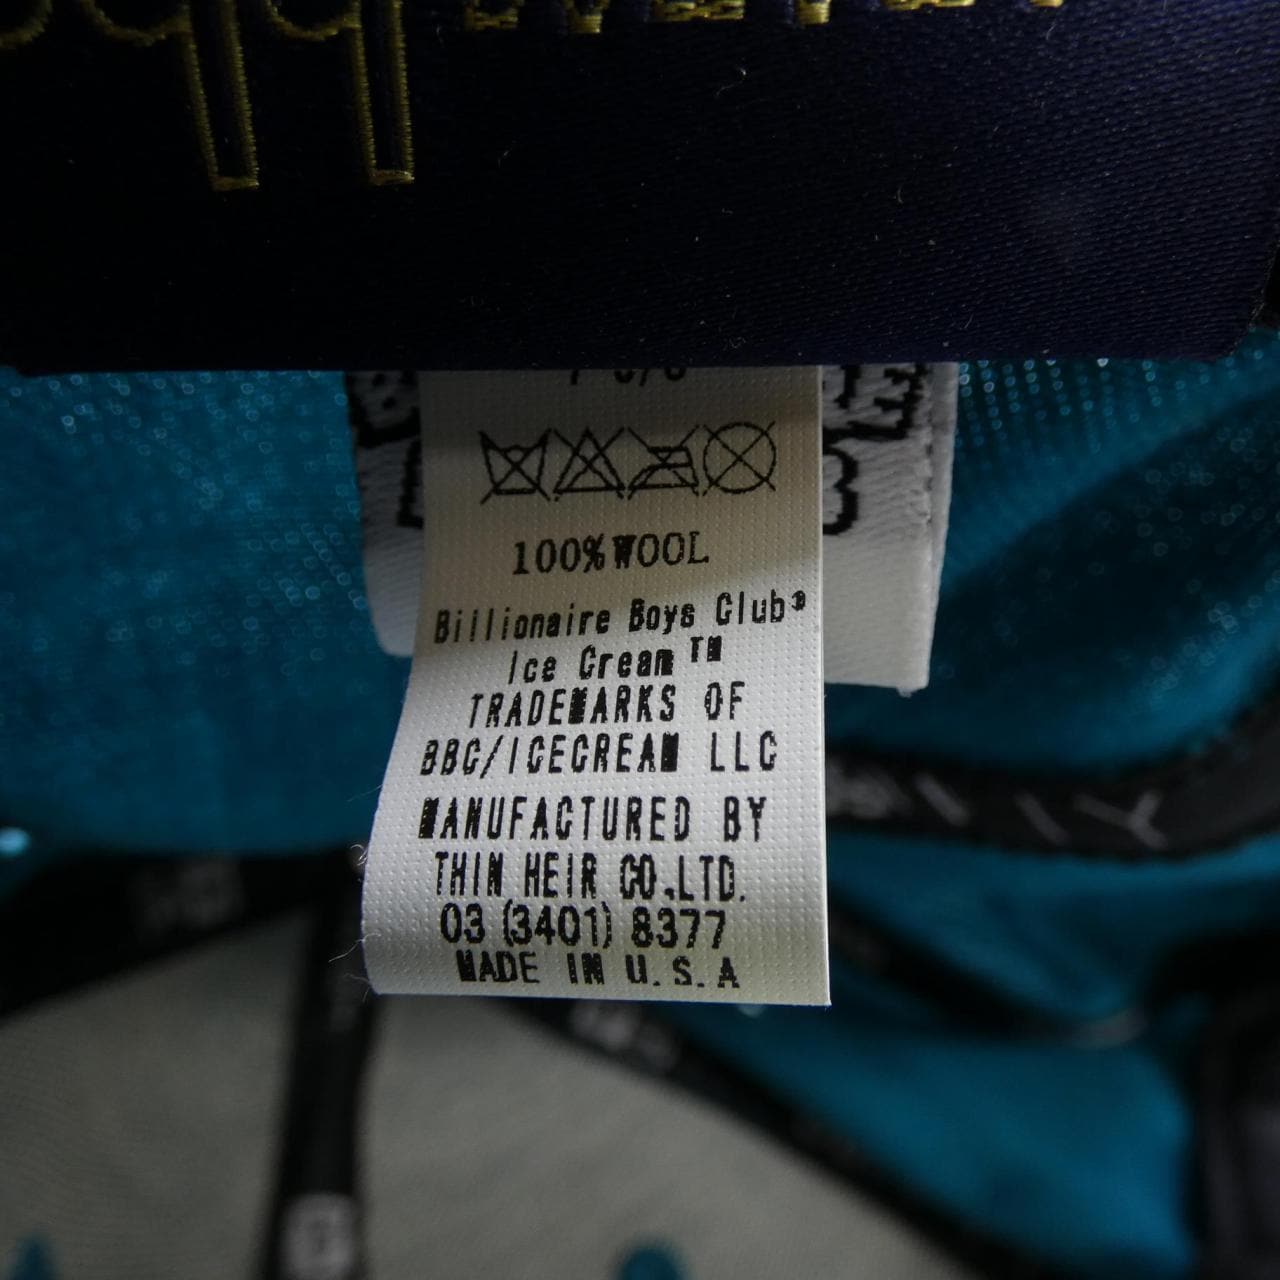 100%WOOL
Billionaire Boys Club®
Ice Cream™
TRADEMARKS OF
BBC/ICECREAM LLC
MANUFACTURED BY
THIN HEIR CO.,LTD.
03 (3401) 8377
MADE IN U.S.A